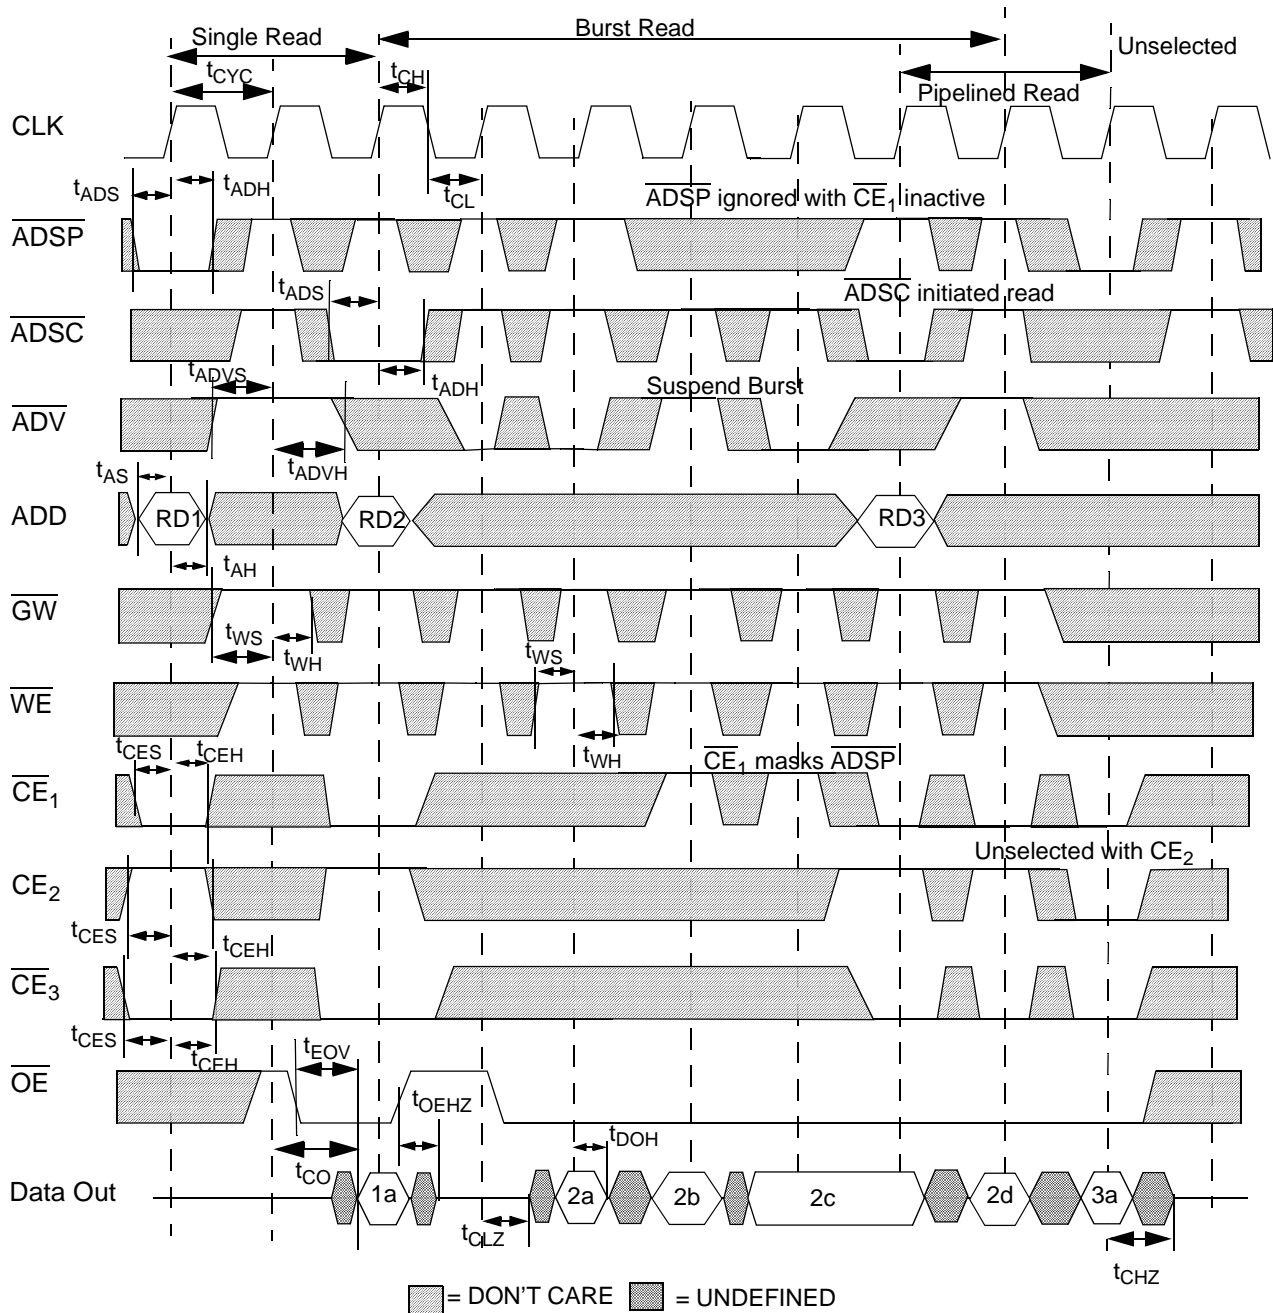 Burst Read
Single Read
Unselected
tCYC
tCH
Pipelined Read
CLK
tADS
tADH
tCL
ADSP ignored with CE1 inactive
ADSP
tADS
ADSC initiated read
ADSC
tADVS
tADH
Suspend Burst
ADV
tAS
tADVH
ADD
RD1
RD2
RD3
tAH
GW
tWS
tWH
tWS
WE
tCES
tCEH
tWH
CE1 masks ADSP
CE1
Unselected with CE2
CE2
tCES
tCEH
CE3
tCES
tCEH
tEOV
OE
tOEHZ
tCO
tDOH
Data Out
1a
2a
2b
2c
2d
3a
tCLZ
tCHZ
= DON'T CARE
= UNDEFINED